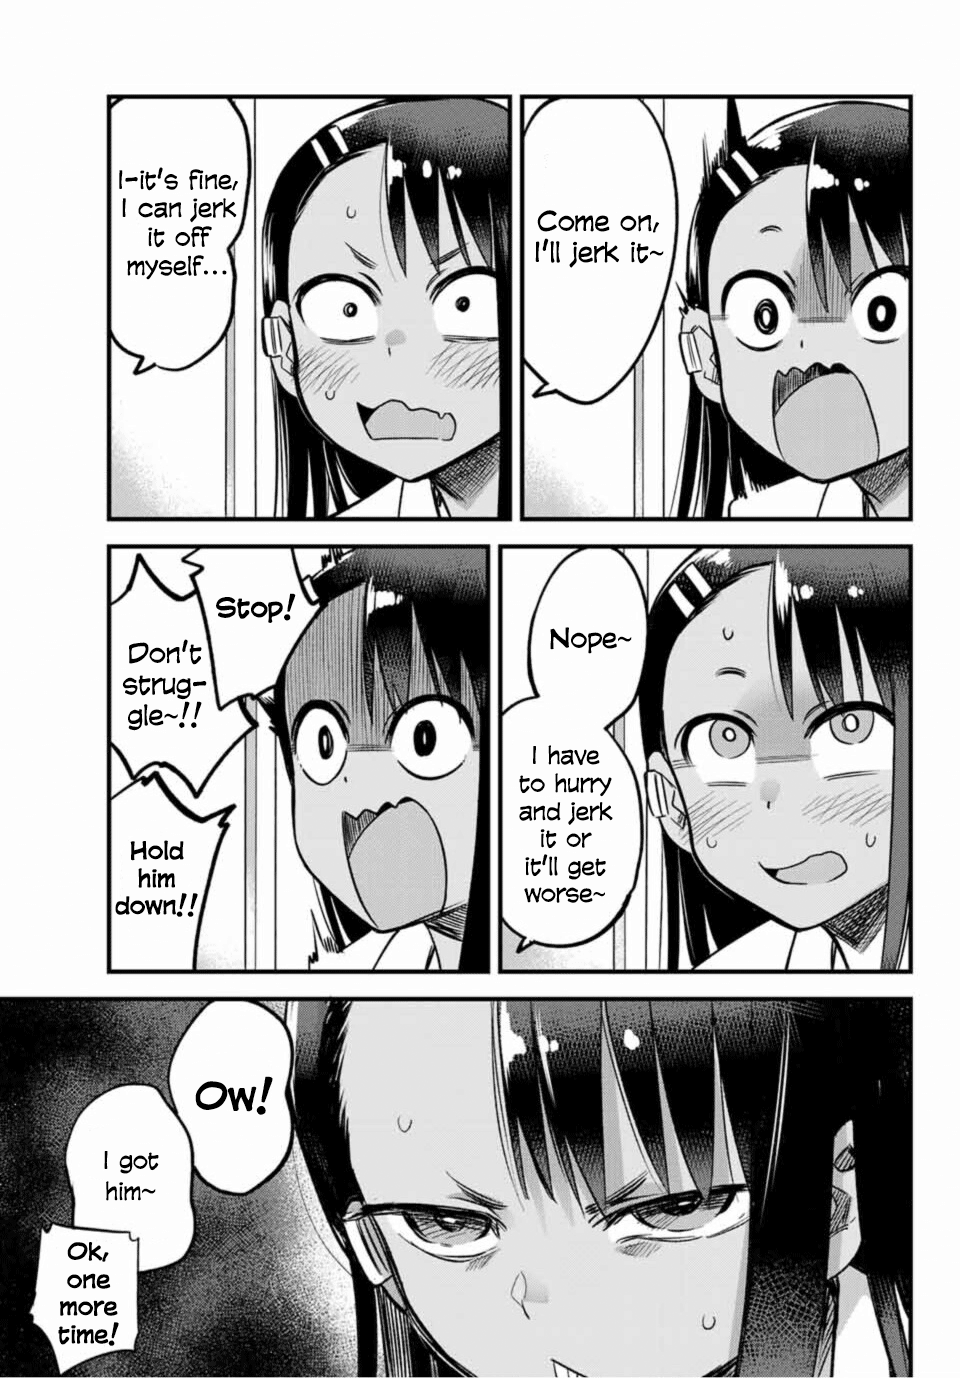 Come on,
I'll jerk it~
I-it's fine,
I can jerk
it off
myself...
Nope~
I have
to hurry
and jerk
it or
it'll get
worse~
Stop!
Don't
strug-
gle~!!
Hold
him
down!!
Ow!
I got
him~
Ok,
one
more
time!